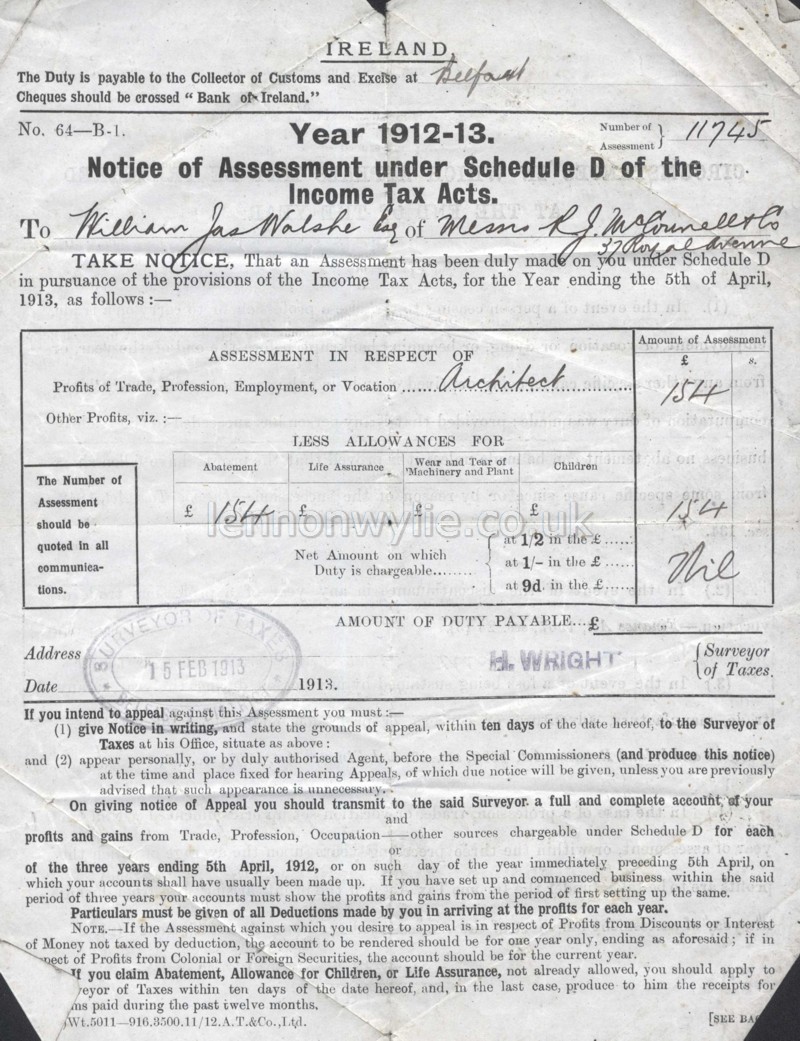 IRELAND.
The Duty is payable to the Collector of Customs and Excise at Belfast
Cheques should be crossed "Bank of Ireland."
No. 64—B-1.
Year 1912-13.
Number of Assessment } 11745
Notice of Assessment under Schedule D of the
Income Tax Acts.
To William Jas Walshe Esq of Messrs R. J. McConnell & Co
37 Royal Avenue
TAKE NOTICE, That an Assessment has been duly made on you under Schedule D
in pursuance of the provisions of the Income Tax Acts, for the Year ending the 5th of April,
1913, as follows :—
Amount of Assessment
ASSESSMENT IN RESPECT OF
£ s.
Profits of Trade, Profession, Employment, or Vocation ...... Architect 154
Other Profits, viz. :—
LESS ALLOWANCES FOR
The Number of
Assessment
should be
quoted in all
communica-
tions.
Abatement
Life Assurance
Wear and Tear of
Machinery and Plant
Children
£ 154 £ £ £ 154
lennonwylie.co.uk
Net Amount on which
Duty is chargeable........
at 1/2 in the £ ......
at 1/- in the £ ......
at 9d. in the £ ......
Nil
AMOUNT OF DUTY PAYABLE...£ „ „
Address
SURVEYOR OF TAXES
15 FEB 1913
H. WRIGHT
{ Surveyor
of Taxes.
Date 1913.
If you intend to appeal against this Assessment you must :—
(1) give Notice in writing, and state the grounds of appeal, within ten days of the date hereof, to the Surveyor of
Taxes at his Office, situate as above :
and (2) appear personally, or by duly authorised Agent, before the Special Commissioners (and produce this notice)
at the time and place fixed for hearing Appeals, of which due notice will be given, unless you are previously
advised that such appearance is unnecessary.
On giving notice of Appeal you should transmit to the said Surveyor a full and complete account of your
and
profits and gains from Trade, Profession, Occupation——other sources chargeable under Schedule D for each
or
of the three years ending 5th April, 1912, or on such day of the year immediately preceding 5th April, on
which your accounts shall have usually been made up. If you have set up and commenced business within the said
period of three years your accounts must show the profits and gains from the period of first setting up the same.
Particulars must be given of all Deductions made by you in arriving at the profits for each year.
NOTE.—If the Assessment against which you desire to appeal is in respect of Profits from Discounts or Interest
of Money not taxed by deduction, the account to be rendered should be for one year only, ending as aforesaid ; if in
pect of Profits from Colonial or Foreign Securities, the account should be for the current year.
If you claim Abatement, Allowance for Children, or Life Assurance, not already allowed, you should apply to
veyor of Taxes within ten days of the date hereof, and, in the last case, produce to him the receipts for
ms paid during the past twelve months.
Wt.5011—916.3500.11/12.A.T.&Co.,Ltd.
[SEE BAC